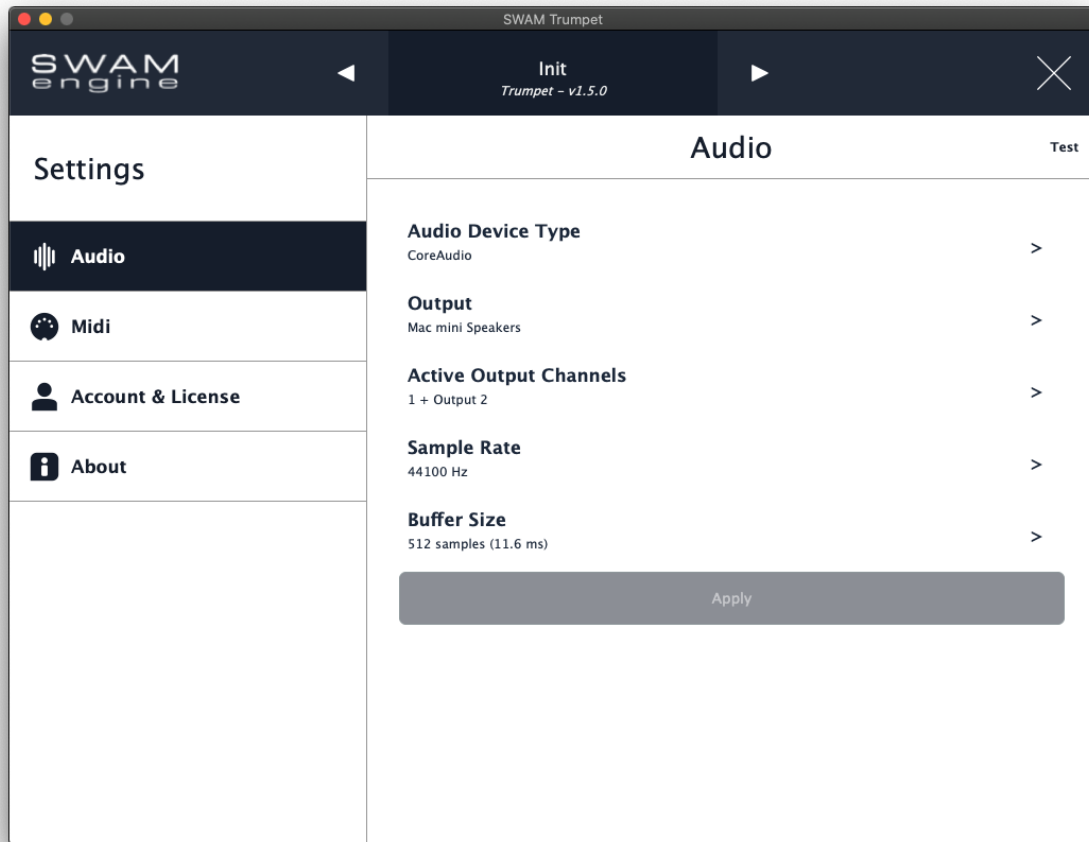 SWAM Trumpet
SWAM
engine
◀
Init
▶
Trumpet – v1.5.0
Settings
Audio
Midi
Account & License
About
Audio
Test
Audio Device Type
CoreAudio
>
Output
Mac mini Speakers
>
Active Output Channels
1 + Output 2
>
Sample Rate
44100 Hz
>
Buffer Size
512 samples (11.6 ms)
>
Apply